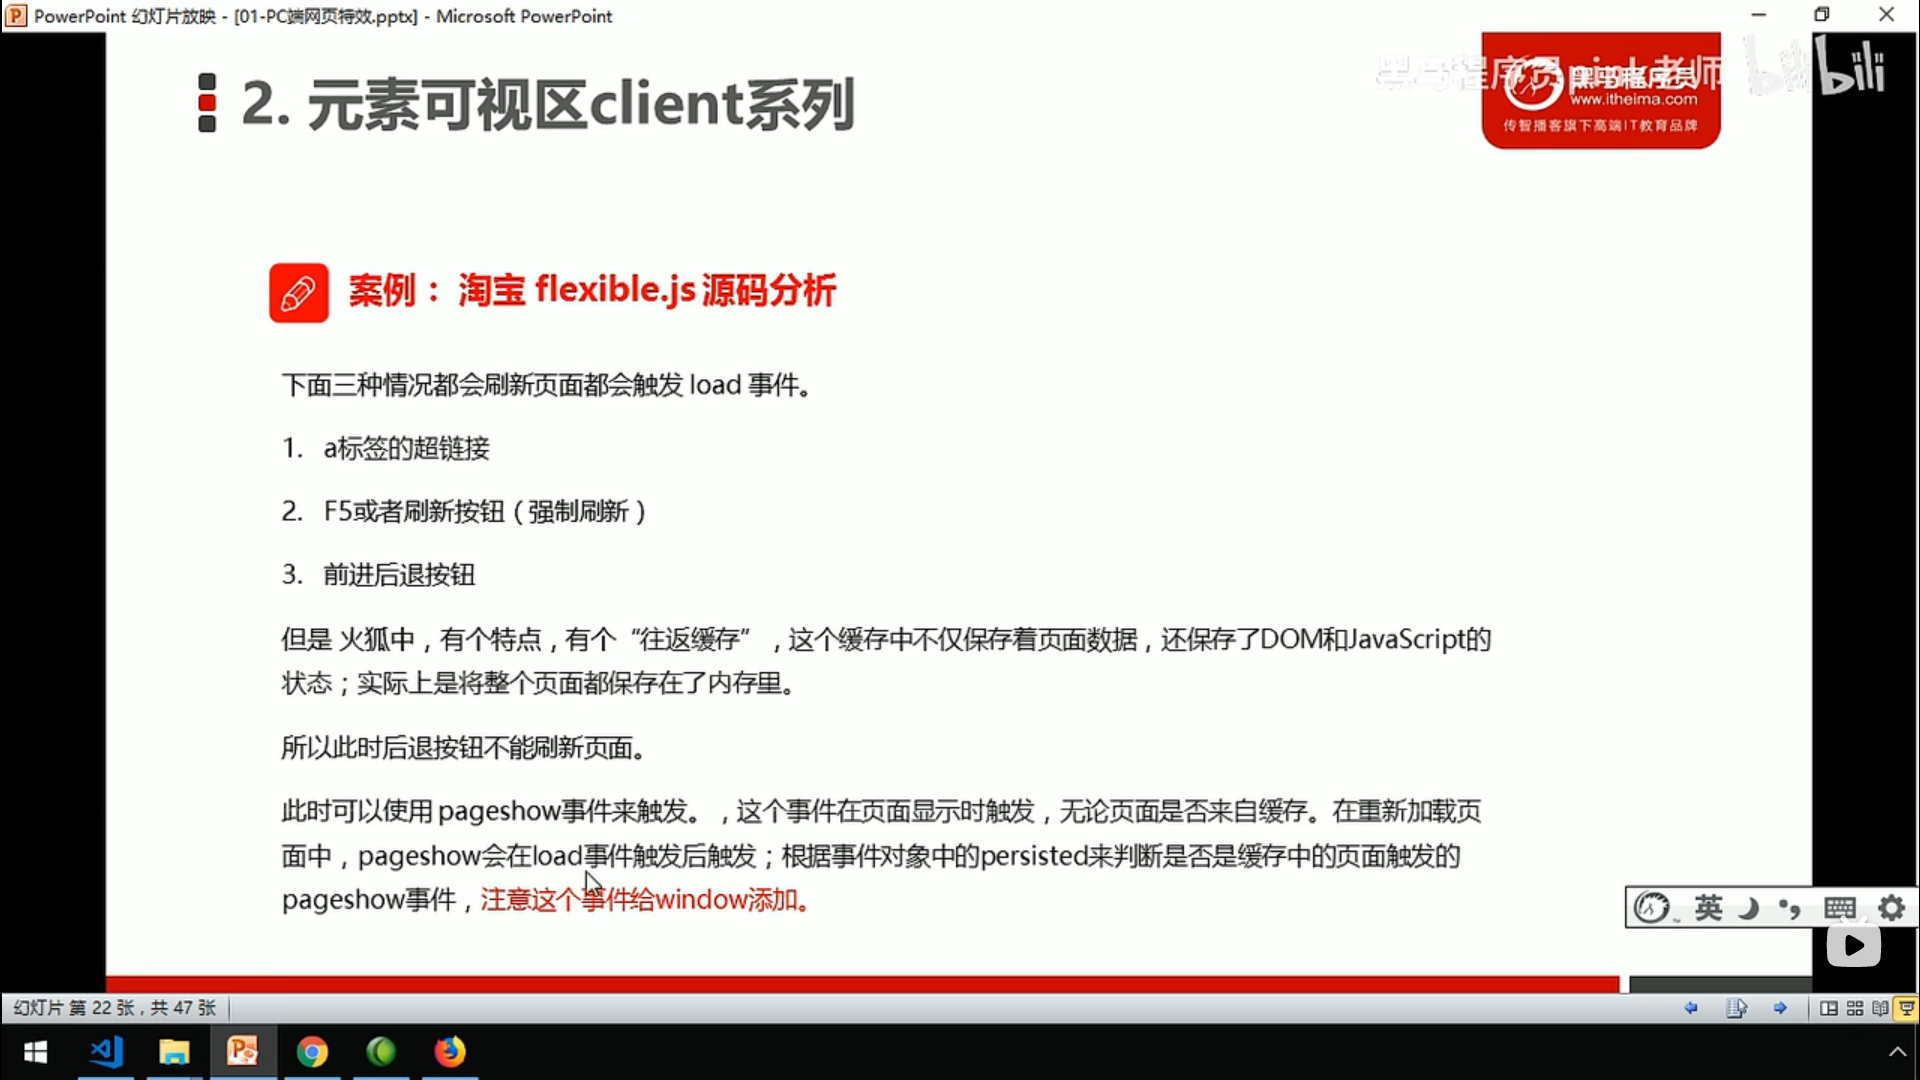 PowerPoint 幻灯片放映 - [01-PC端网页特效.pptx] - Microsoft PowerPoint
2. 元素可视区client系列
黑马程序员pink老师
bilibili
黑马程序员
www.itheima.com
传智播客旗下高端IT教育品牌
案例： 淘宝 flexible.js 源码分析
下面三种情况都会刷新页面都会触发 load 事件。
1. a标签的超链接
2. F5或者刷新按钮（强制刷新）
3. 前进后退按钮
但是 火狐中，有个特点，有个“往返缓存”，这个缓存中不仅保存着页面数据，还保存了DOM和JavaScript的
状态；实际上是将整个页面都保存在了内存里。
所以此时后退按钮不能刷新页面。
此时可以使用 pageshow事件来触发。，这个事件在页面显示时触发，无论页面是否来自缓存。在重新加载页
面中，pageshow会在load事件触发后触发；根据事件对象中的persisted来判断是否是缓存中的页面触发的
pageshow事件，注意这个事件给window添加。
英
幻灯片 第 22 张，共 47 张